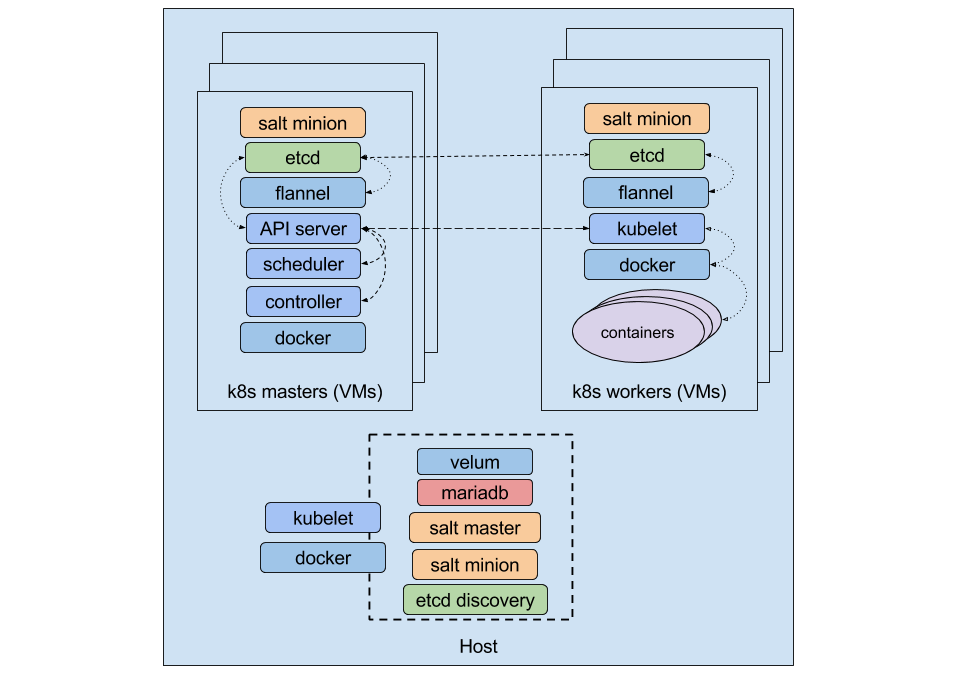 salt minion
etcd
flannel
API server
scheduler
controller
docker
k8s masters (VMs)
salt minion
etcd
flannel
kubelet
docker
containers
k8s workers (VMs)
kubelet
docker
velum
mariadb
salt master
salt minion
etcd discovery
Host